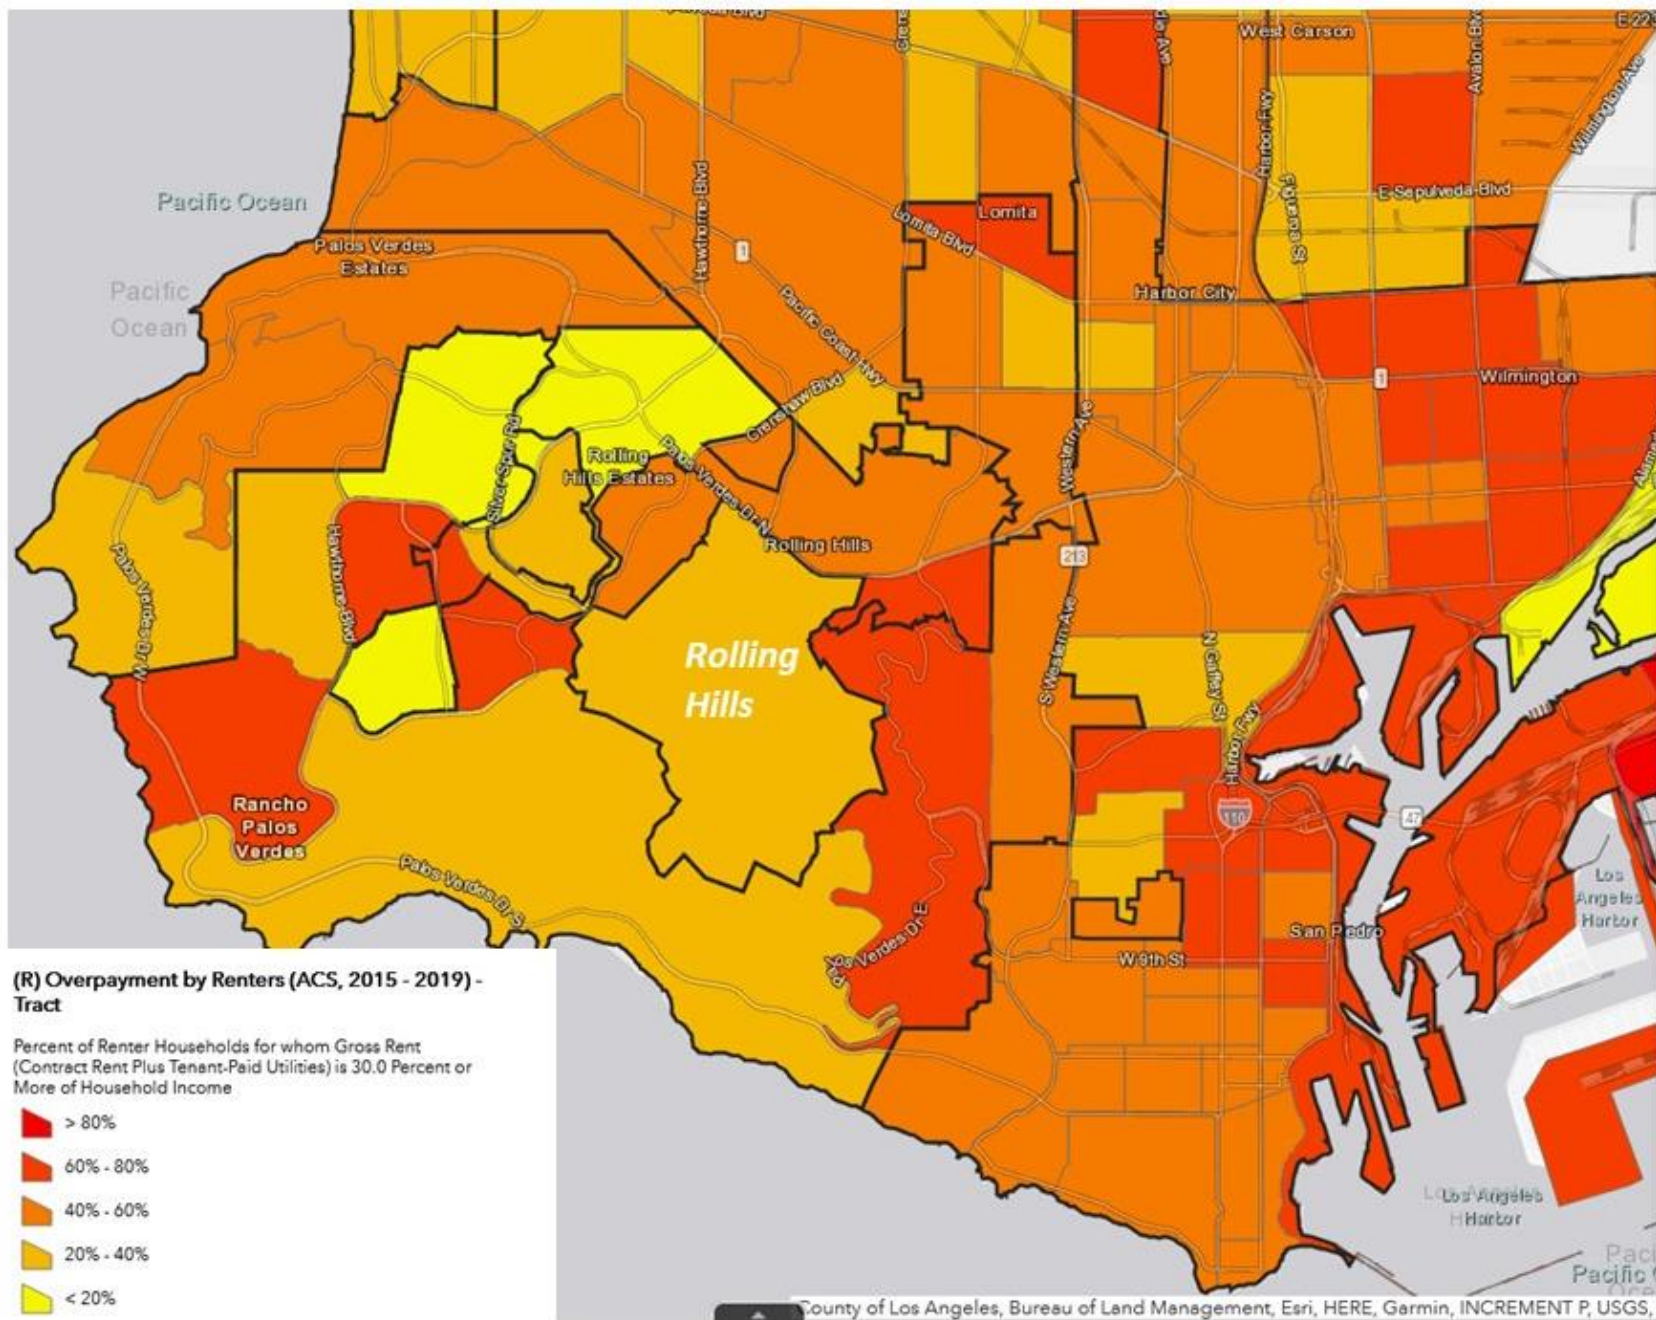 West Carson
E 223
Harbor Fwy
Avalon Blv
Wilmington Ave
Pacific Ocean
Hawthorne Blvd
Figueroa St
E Sepulveda Blvd
Lomita
Lomita Blvd
Palos Verdes
Estates
1
Pacific
Ocean
Harbor City
Pacific Coast Hwy
1
Wilmington
Crenshaw Blvd
Western Ave
Silver Spur Rd
Rolling
Hills Estates
Palos Verdes Dr N
Rolling Hills
213
Hawthorne Blvd
Palos Verdes Dr W
S Western Ave
N Gaffey St
Rolling
Hills
Harbor Fwy
110
47
Rancho
Palos
Verdes
Palos Verdes Dr S
Los
Angeles
Harbor
Verdes Dr E
San Pedro
W 9th St
(R) Overpayment by Renters (ACS, 2015 - 2019) -
Tract
Percent of Renter Households for whom Gross Rent
(Contract Rent Plus Tenant-Paid Utilities) is 30.0 Percent or
More of Household Income
> 80%
60% - 80%
40% - 60%
20% - 40%
< 20%
Los Angeles
Harbor
Pacific
County of Los Angeles, Bureau of Land Management, Esri, HERE, Garmin, INCREMENT P, USGS,